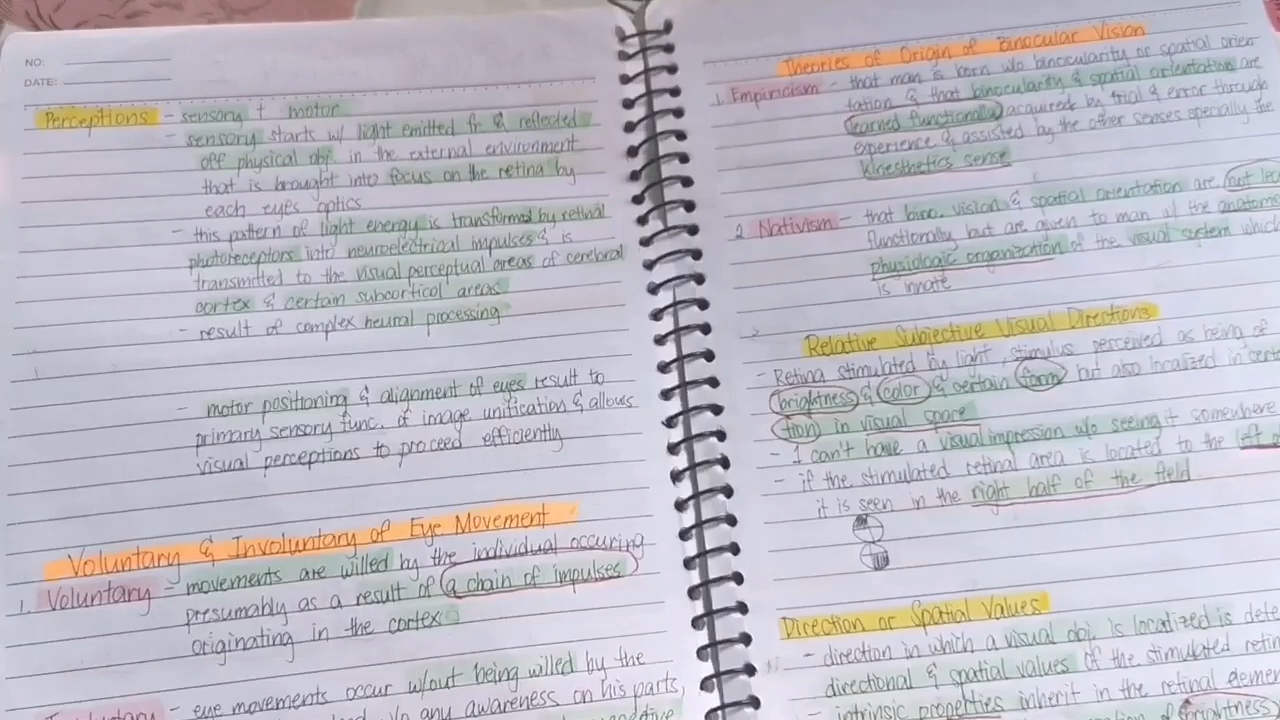 NO:
DATE:
Perceptions - sensory + motor
- sensory starts w/ light emitted fr & reflected
off physical obj. in the external environment
that is brought into focus on the retina by
each eyes optics
- this pattern of light energy is transformed by retinal
photoreceptors into neuroelectrical impulses & is
transmitted to the visual perceptual areas of cerebral
cortex & certain subcortical areas
- result of complex neural processing
- motor positioning & alignment of eyes result to
primary sensory func. of image unification & allows
visual perceptions to proceed efficiently
Voluntary & Involuntary of Eye Movement
1. Voluntary - movements are willed by the individual occuring
presumably as a result of a chain of impulses
originating in the cortex
- eye movements occur w/out being willed by the
any awareness on his parts,
Theories of Origin of Binocular Vision
1. Empiricism - that man is born w/o binocularity or spatial orien
tation & that binocularity & spatial orientation are
learned functionally acquired by trial & error through
experience & assisted by the other senses specially the
kinesthetics sense
2. Nativism - that bino. vision & spatial orientation are not
functionally but are given to man w/ the
physiologic organization of the visual system which
is innate
Relative Subjective Visual Directions
- Retina stimulated by light, stimulus perceived as being of
brightness & color & certain form but also localized in
tion in visual space
- I can't have a visual impression w/o seeing it somewhere
- if the stimulated retinal area is located to the left
it is seen in the right half of the field
Direction or Spatial Values
- direction in which a visual obj. is localized is
directional & spatial values of the stimulated
- intrinsic properties inherit in the retinal